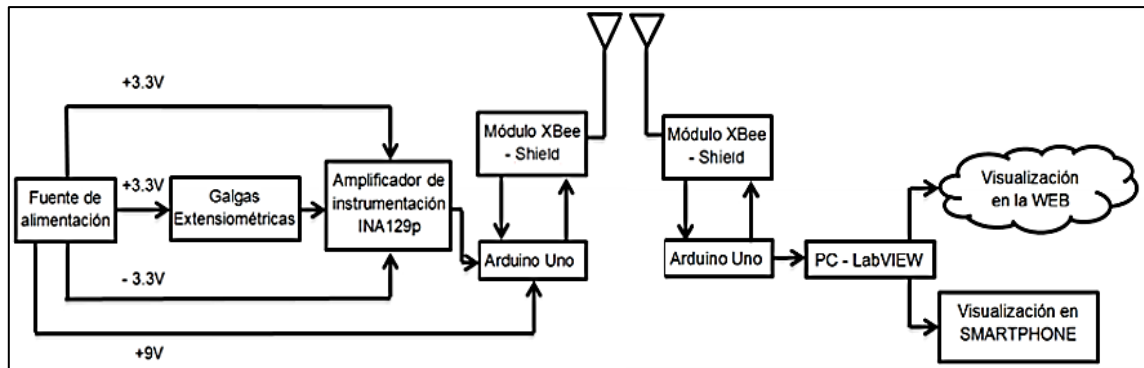 +3.3V
Módulo XBee
- Shield
Módulo XBee
- Shield
Fuente de
alimentación
+3.3V
Galgas
Extensiométricas
Amplificador de
instrumentación
INA129p
Arduino Uno
Arduino Uno
PC - LabVIEW
Visualización
en la WEB
- 3.3V
Visualización en
SMARTPHONE
+9V